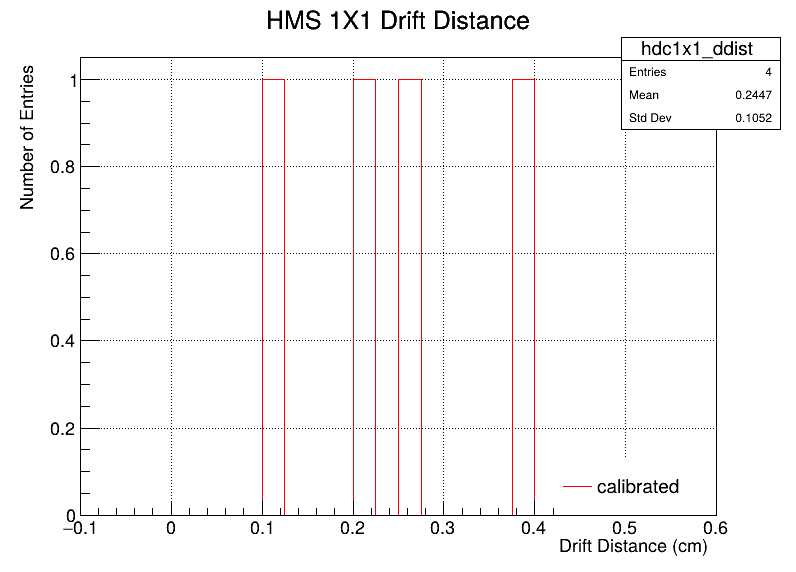 HMS 1X1 Drift Distance
hdc1x1_ddist
Entries 4
Mean 0.2447
Std Dev 0.1052
Number of Entries
1
0.8
0.6
0.4
0.2
0
calibrated
−0.1 0 0.1 0.2 0.3 0.4 0.5 0.6
Drift Distance (cm)